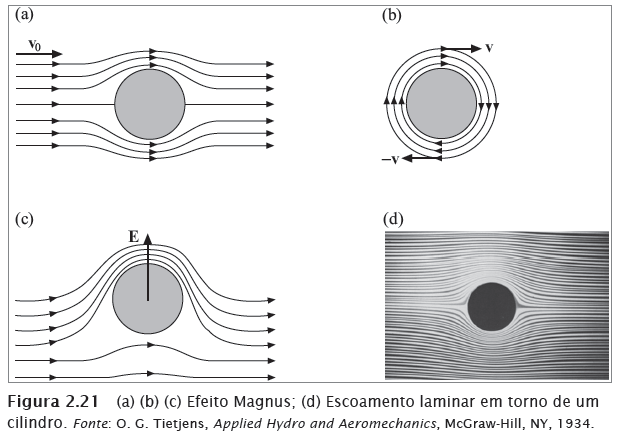 (a)
v₀
(b)
v
–v
(c)
E
(d)
Figura 2.21 (a) (b) (c) Efeito Magnus; (d) Escoamento laminar em torno de um
cilindro. Fonte: O. G. Tietjens, Applied Hydro and Aeromechanics, McGraw-Hill, NY, 1934.